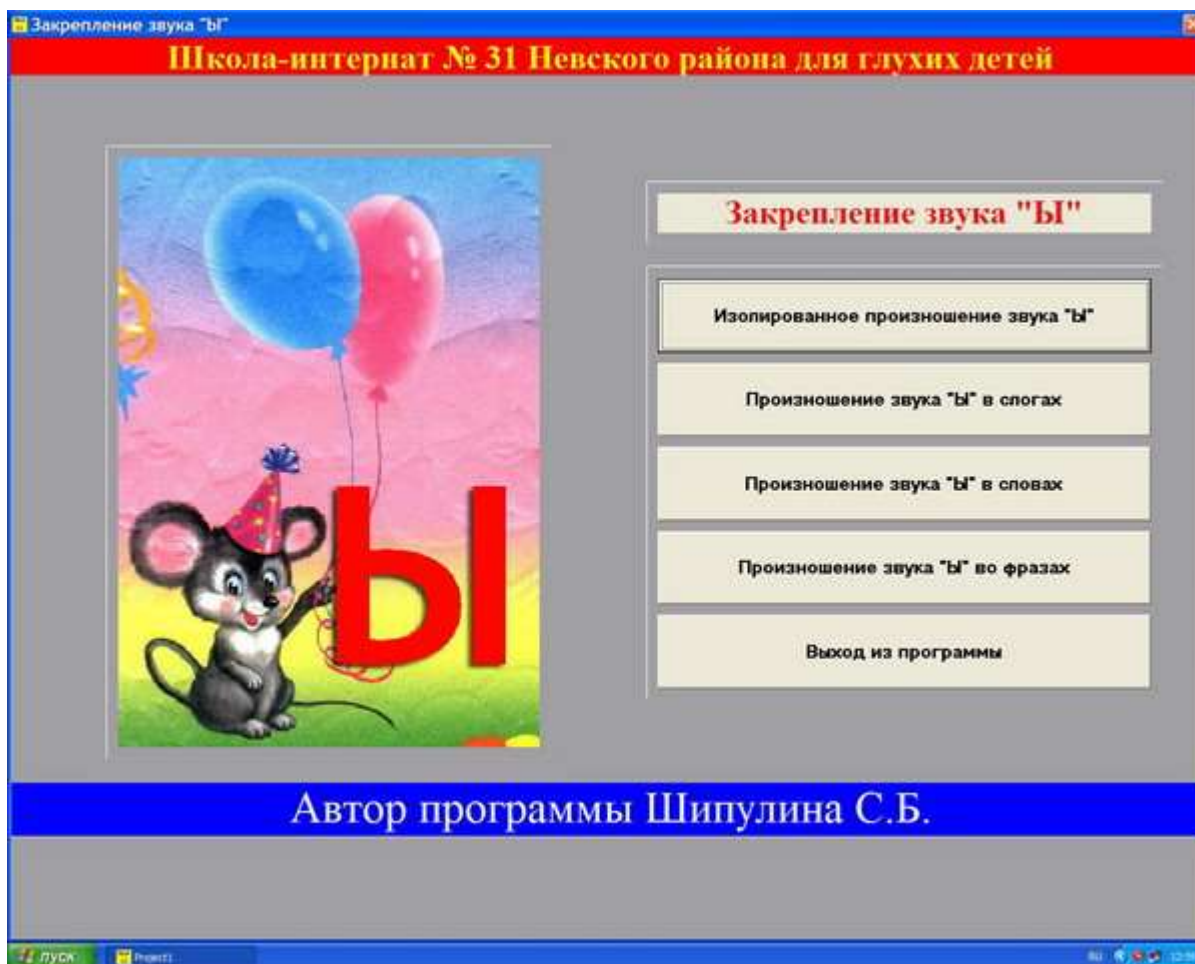 Закрепление звука "Ы"
Школа-интернат № 31 Невского района для глухих детей
Закрепление звука "Ы"
Изолированное произношение звука "Ы"
Произношение звука "Ы" в слогах
Произношение звука "Ы" в словах
Произношение звука "Ы" во фразах
Выход из программы
Ы
Автор программы Шипулина С.Б.
пуск
Project1
RU